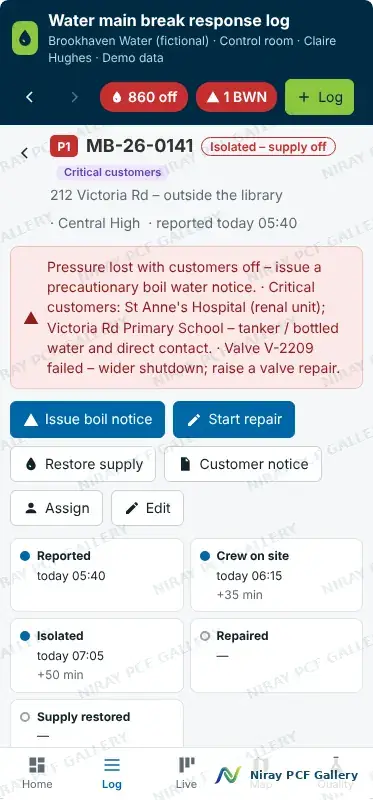 Water main break response log
Brookhaven Water (fictional) · Control room · Claire
Hughes · Demo data
860 off
1 BWN
+ Log
P1 MB-26-0141 Isolated – supply off
Critical customers
212 Victoria Rd – outside the library
· Central High · reported today 05:40
Pressure lost with customers off – issue a
precautionary boil water notice. · Critical
customers: St Anne's Hospital (renal unit);
Victoria Rd Primary School – tanker / bottled
water and direct contact. · Valve V-2209
failed – wider shutdown; raise a valve repair.
Issue boil notice
Start repair
Restore supply
Customer notice
Assign
Edit
Reported
today 05:40
Crew on site
today 06:15
+35 min
Isolated
today 07:05
+50 min
Repaired
—
Supply restored
—
Home
Log
Live
Map
Quality
Niray PCF Gallery
NIRAY PCF GALLERY